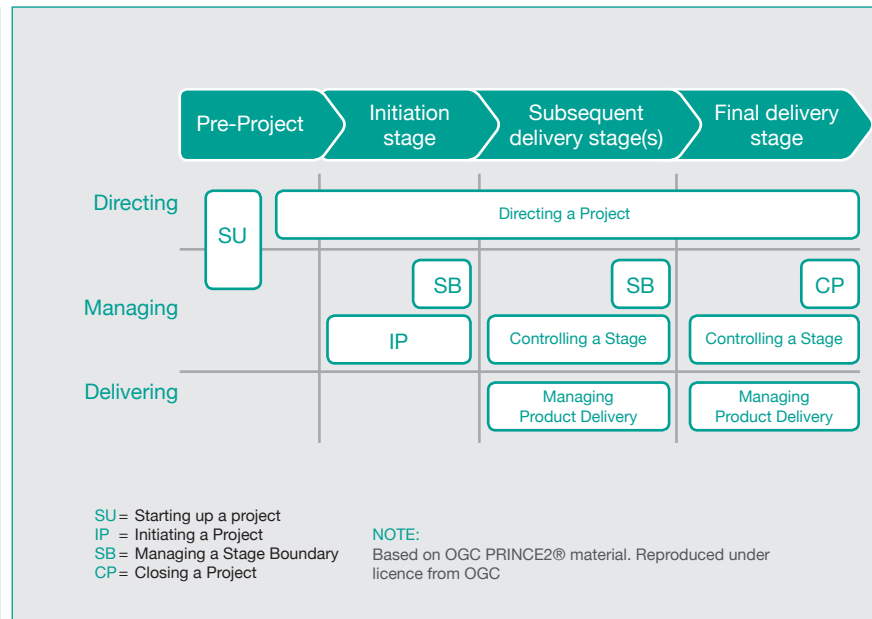 Pre-Project
Initiation
stage
Subsequent
delivery stage(s)
Final delivery
stage
Directing
SU
Directing a Project
Managing
SB
SB
CP
IP
Controlling a Stage
Controlling a Stage
Delivering
Managing
Product Delivery
Managing
Product Delivery
SU = Starting up a project
IP = Initiating a Project
SB = Managing a Stage Boundary
CP = Closing a Project
NOTE:
Based on OGC PRINCE2® material. Reproduced under
licence from OGC